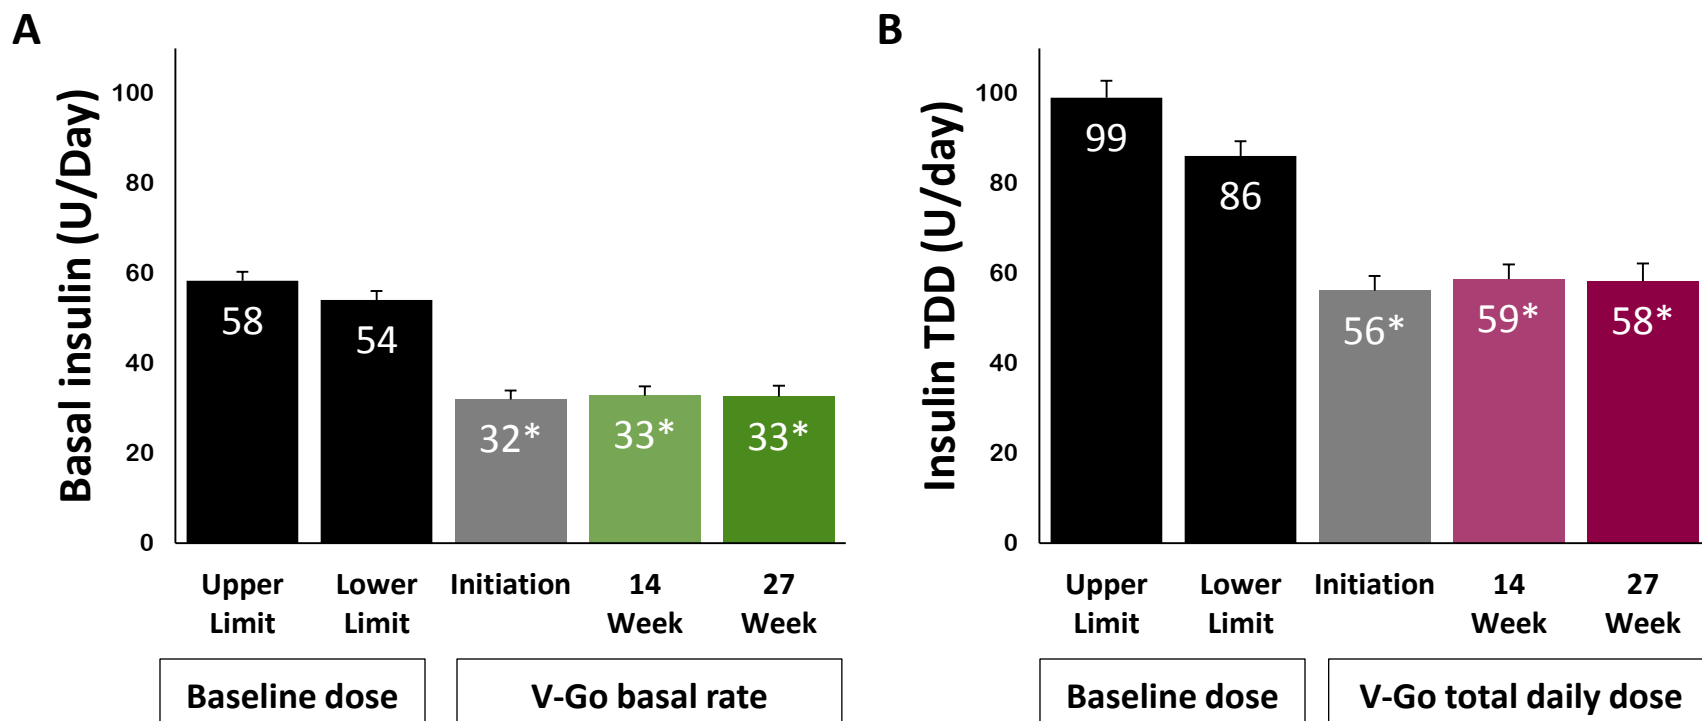 A
Basal insulin (U/Day)
100
80
60
40
20
0
58
54
32*
33*
33*
Upper Limit
Lower Limit
Initiation
14 Week
27 Week
Baseline dose
V-Go basal rate
B
Insulin TDD (U/day)
100
80
60
40
20
0
99
86
56*
59*
58*
Upper Limit
Lower Limit
Initiation
14 Week
27 Week
Baseline dose
V-Go total daily dose